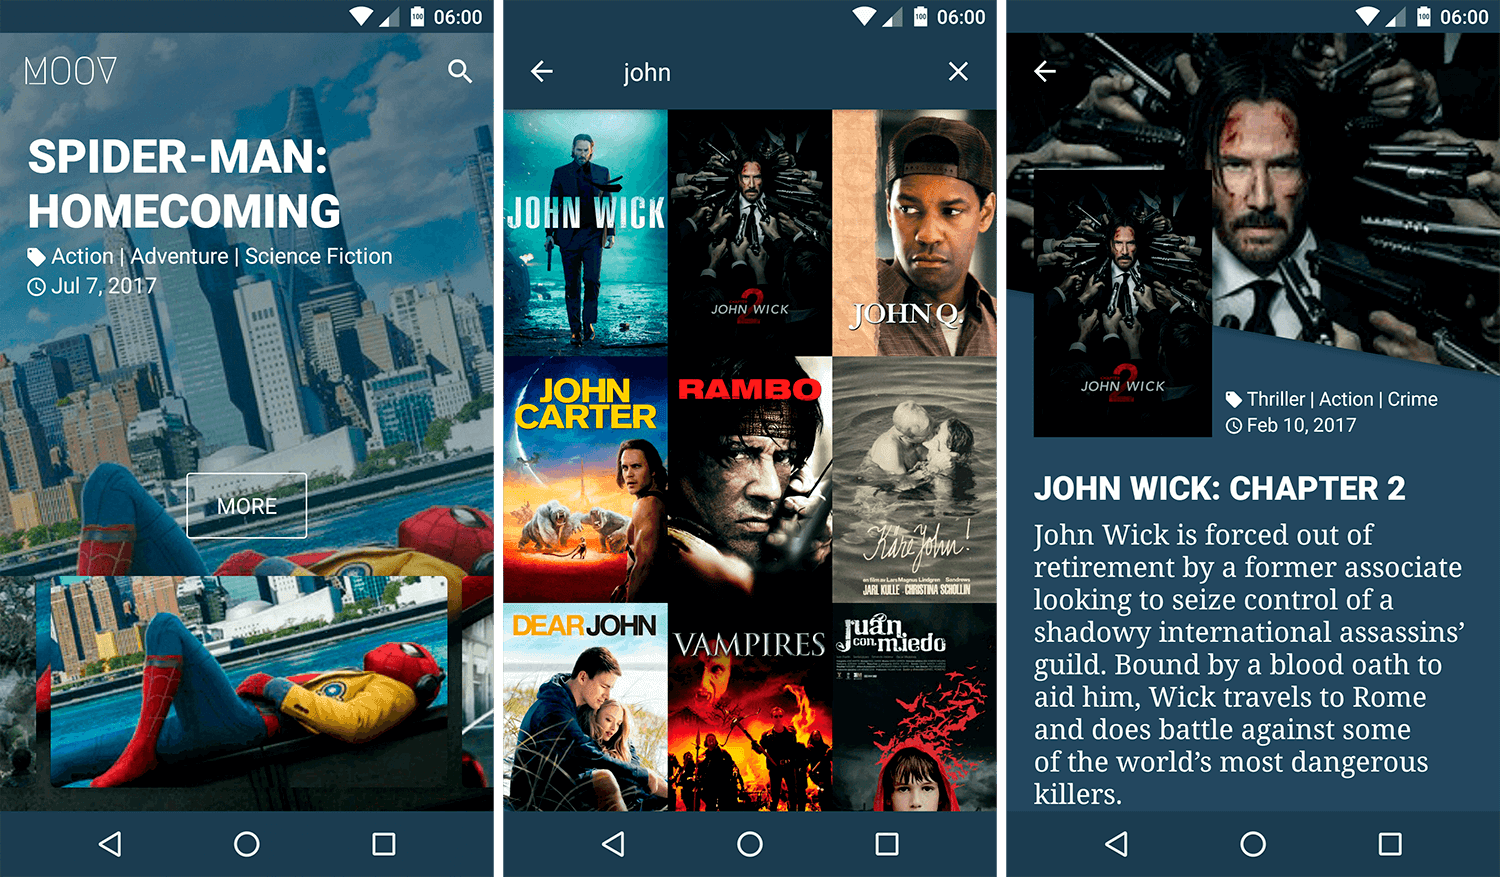 100 06:00
MOOV
SPIDER-MAN:
HOMECOMING
Action | Adventure | Science Fiction
Jul 7, 2017
MORE
100 06:00
john
JOHN WICK
2
JOHN WICK
JOHN Q.
JOHN
CARTER
RAMBO
Käre John!
en film av Lars Magnus Lindgren Sandrews
JARL KULLE · CHRISTINA SCHOLLIN
DEAR JOHN
VAMPIRES
Juan
con miedo
100 06:00
2
JOHN WICK
Thriller | Action | Crime
Feb 10, 2017
JOHN WICK: CHAPTER 2
John Wick is forced out of
retirement by a former associate
looking to seize control of a
shadowy international assassins’
guild. Bound by a blood oath to
aid him, Wick travels to Rome
and does battle against some
of the world’s most dangerous
killers.